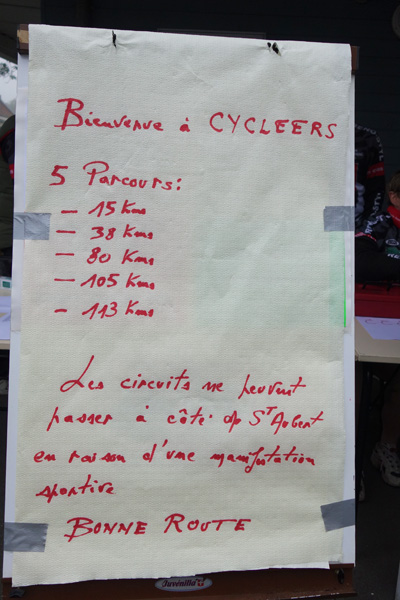 Bienvenue à CYCLEERS
5 Parcours:
- 15 Kms
- 38 Kms
- 80 Kms
- 105 Kms
- 113 Kms
Les circuits ne peuvent
passer à côté de St Aubert
en raison d'une manifestation
sportive
BONNE ROUTE
Juvenilia